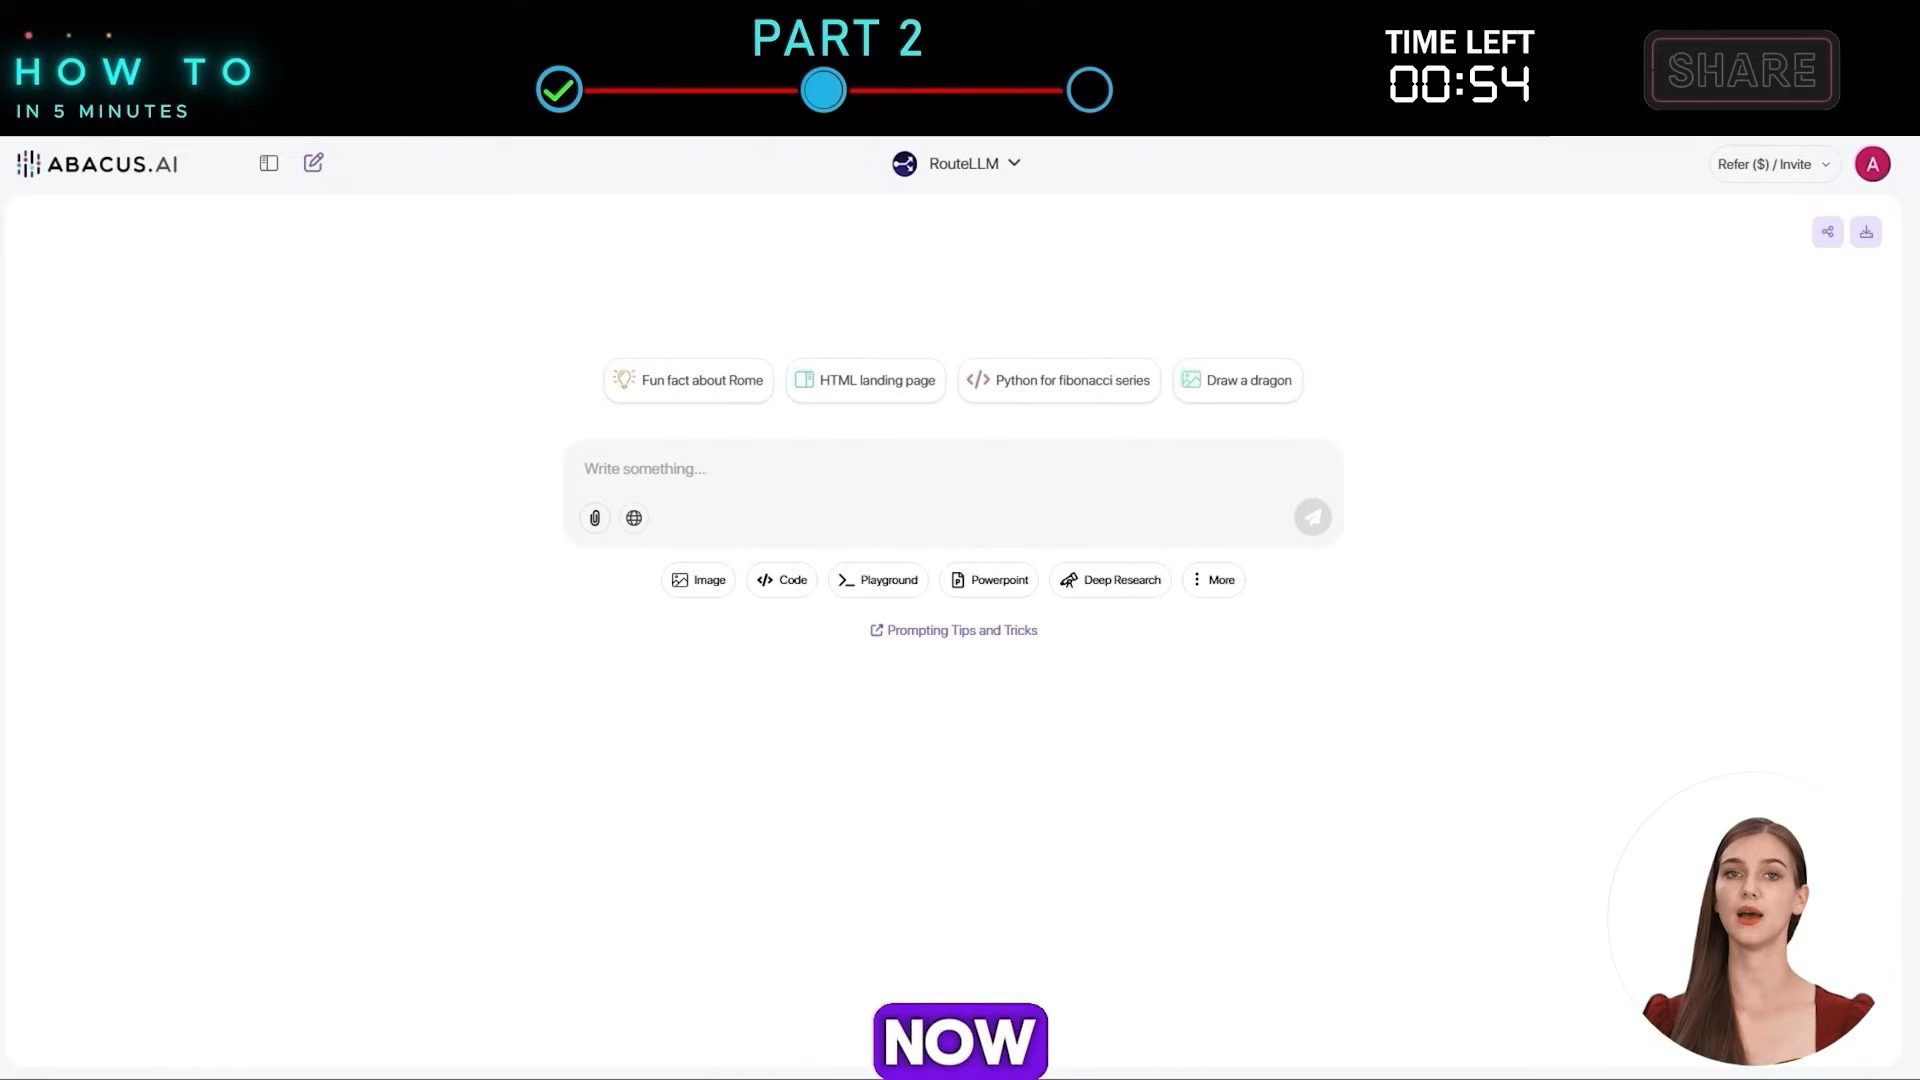 HOW TO
IN 5 MINUTES
PART 2
TIME LEFT
00:54
SHARE
ABACUS.AI
RouteLLM
Refer ($) / Invite
A
Fun fact about Rome
HTML landing page
Python for fibonacci series
Draw a dragon
Write something...
Image
Code
Playground
Powerpoint
Deep Research
More
Prompting Tips and Tricks
NOW